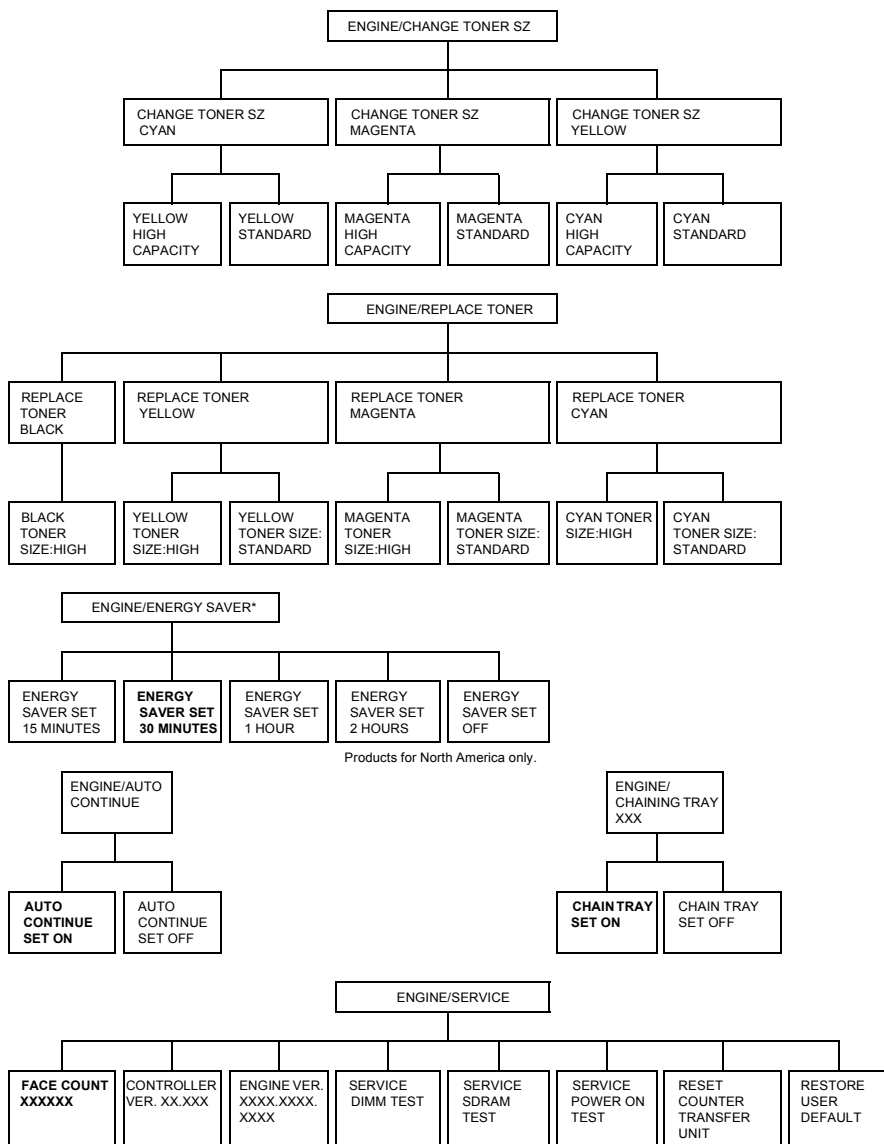 ENGINE/CHANGE TONER SZ
CHANGE TONER SZ
CYAN
CHANGE TONER SZ
MAGENTA
CHANGE TONER SZ
YELLOW
YELLOW
HIGH
CAPACITY
YELLOW
STANDARD
MAGENTA
HIGH
CAPACITY
MAGENTA
STANDARD
CYAN
HIGH
CAPACITY
CYAN
STANDARD
ENGINE/REPLACE TONER
REPLACE
TONER
BLACK
REPLACE TONER
YELLOW
REPLACE TONER
MAGENTA
REPLACE TONER
CYAN
BLACK
TONER
SIZE:HIGH
YELLOW
TONER
SIZE:HIGH
YELLOW
TONER SIZE:
STANDARD
MAGENTA
TONER
SIZE:HIGH
MAGENTA
TONER SIZE:
STANDARD
CYAN TONER
SIZE:HIGH
CYAN
TONER SIZE:
STANDARD
ENGINE/ENERGY SAVER*
ENERGY
SAVER SET
15 MINUTES
ENERGY
SAVER SET
30 MINUTES
ENERGY
SAVER SET
1 HOUR
ENERGY
SAVER SET
2 HOURS
ENERGY
SAVER SET
OFF
Products for North America only.
ENGINE/AUTO
CONTINUE
ENGINE/
CHAINING TRAY
XXX
AUTO
CONTINUE
SET ON
AUTO
CONTINUE
SET OFF
CHAIN TRAY
SET ON
CHAIN TRAY
SET OFF
ENGINE/SERVICE
FACE COUNT
XXXXXX
CONTROLLER
VER. XX.XXX
ENGINE VER.
XXXX.XXXX.
XXXX
SERVICE
DIMM TEST
SERVICE
SDRAM
TEST
SERVICE
POWER ON
TEST
RESET
COUNTER
TRANSFER
UNIT
RESTORE
USER
DEFAULT